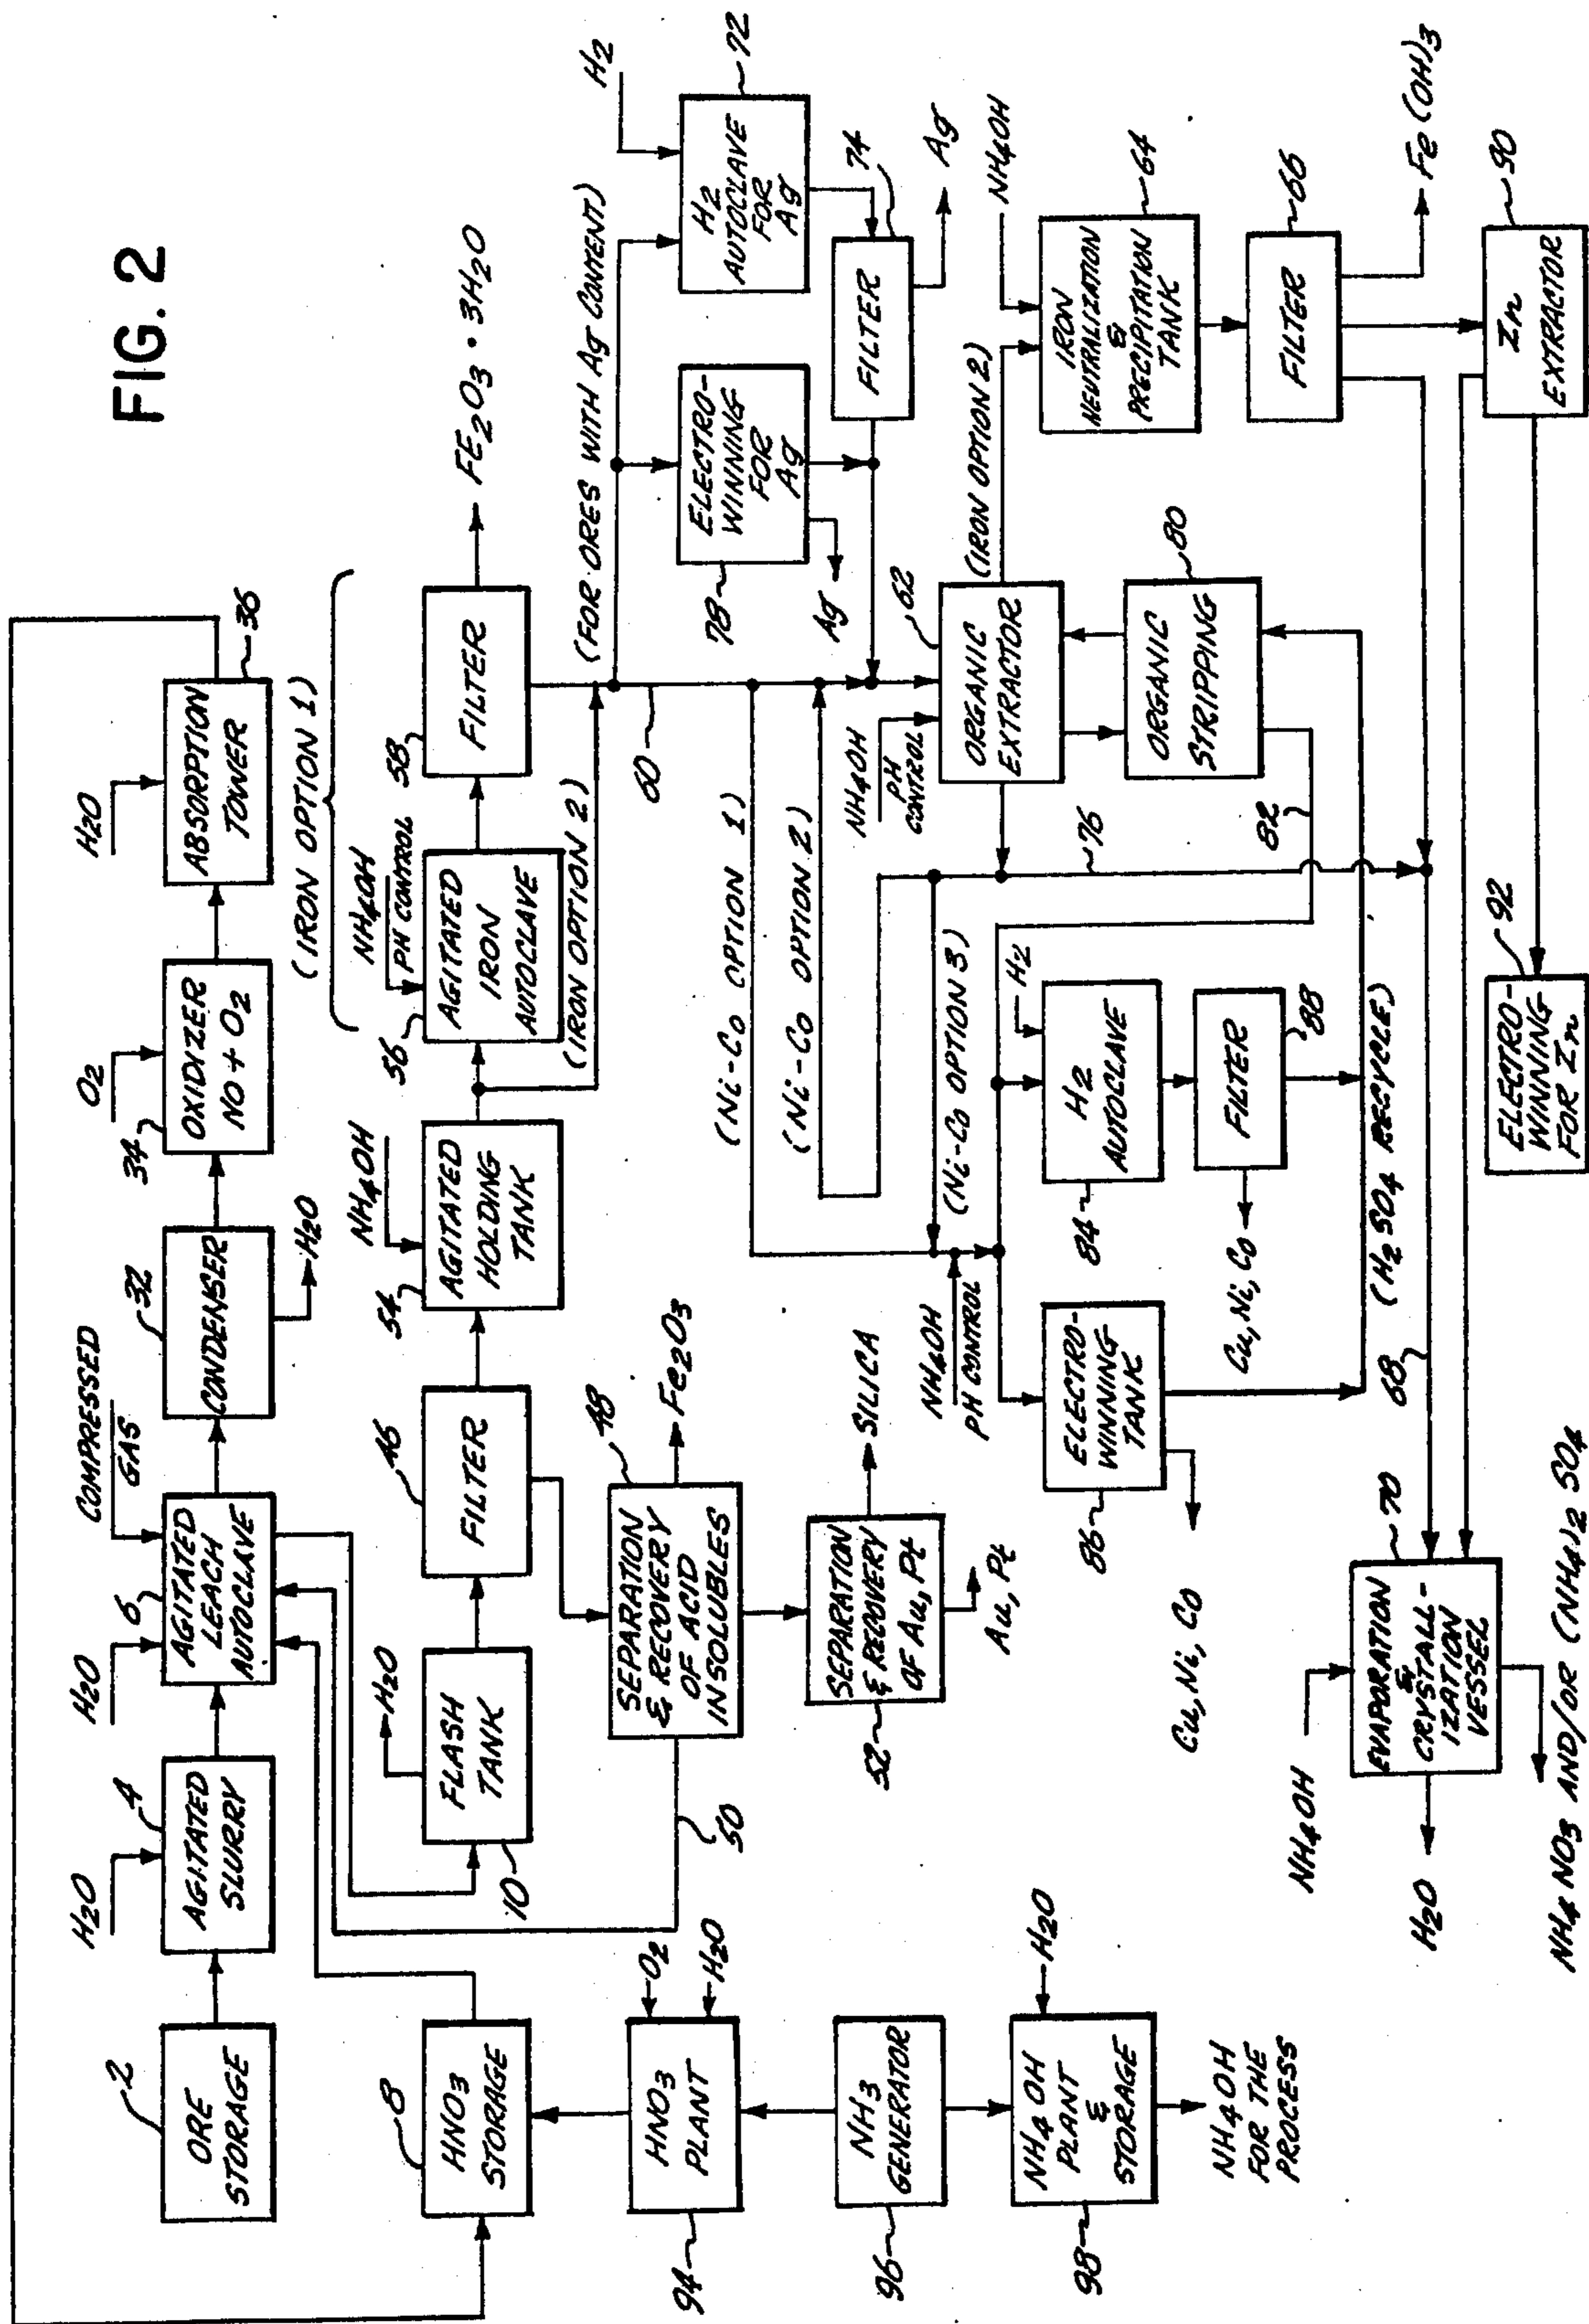 FIG. 2
H2O
H2O
COMPRESSED
GAS
O2
H2O
2
ORE
STORAGE
4
AGITATED
SLURRY
6
AGITATED
LEACH
AUTOCLAVE
32
CONDENSER
H2O
34
OXIDIZER
NO + O2
36
ABSORPTION
TOWER
(IRON OPTION 1)
8
HNO3
STORAGE
10
FLASH
TANK
H2O
46
FILTER
54
NH4OH
AGITATED
HOLDING
TANK
56
NH4OH
PH CONTROL
AGITATED
IRON
AUTOCLAVE
(IRON OPTION 2)
58
FILTER
FE2O3 · 3H2O
94
HNO3
PLANT
O2
H2O
50
48
SEPARATION
& RECOVERY
OF ACID
INSOLUBLES
Fe2O3
60
(FOR ORES WITH Ag CONTENT)
78
ELECTRO-
WINNING
FOR
Ag
Ag
H2
72
H2
AUTOCLAVE
FOR
Ag
74
FILTER
Ag
96
NH3
GENERATOR
52
SEPARATION
& RECOVERY
OF Au, Pt
SILICA
Au, Pt
(Ni-Co OPTION 1)
(Ni-Co OPTION 2)
NH4OH
PH
CONTROL
62
ORGANIC
EXTRACTOR
(IRON OPTION 2)
NH4OH
64
IRON
NEUTRALIZATION
&
PRECIPITATION
TANK
98
NH4OH
PLANT
&
STORAGE
H2O
NH4OH
FOR THE
PROCESS
NH4OH
PH CONTROL
(Ni-Co OPTION 3)
76
80
ORGANIC
STRIPPING
82
66
FILTER
Fe(OH)3
86
ELECTRO-
WINNING
TANK
Cu, Ni, Co
84
H2
H2
AUTOCLAVE
88
FILTER
Cu, Ni, Co
(H2SO4 RECYCLE)
68
NH4OH
70
EVAPORATION
&
CRYSTALL-
IZATION
VESSEL
H2O
NH4NO3 AND/OR (NH4)2 SO4
92
ELECTRO-
WINNING
FOR Zn
90
Zn
EXTRACTOR